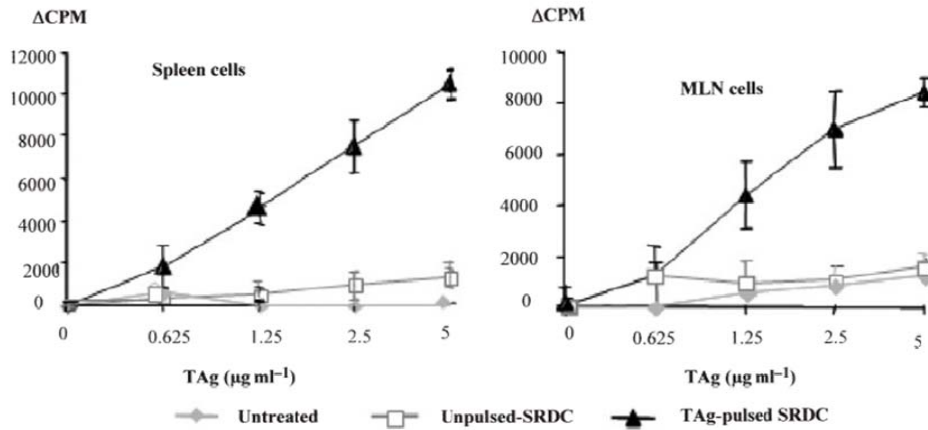 ΔCPM
12000
10000
8000
6000
4000
2000
0
Spleen cells
0 0.625 1.25 2.5 5
TAg (μg ml⁻¹)
ΔCPM
10000
8000
6000
4000
2000
0
MLN cells
0 0.625 1.25 2.5 5
TAg (μg ml⁻¹)
Untreated Unpulsed-SRDC TAg-pulsed SRDC